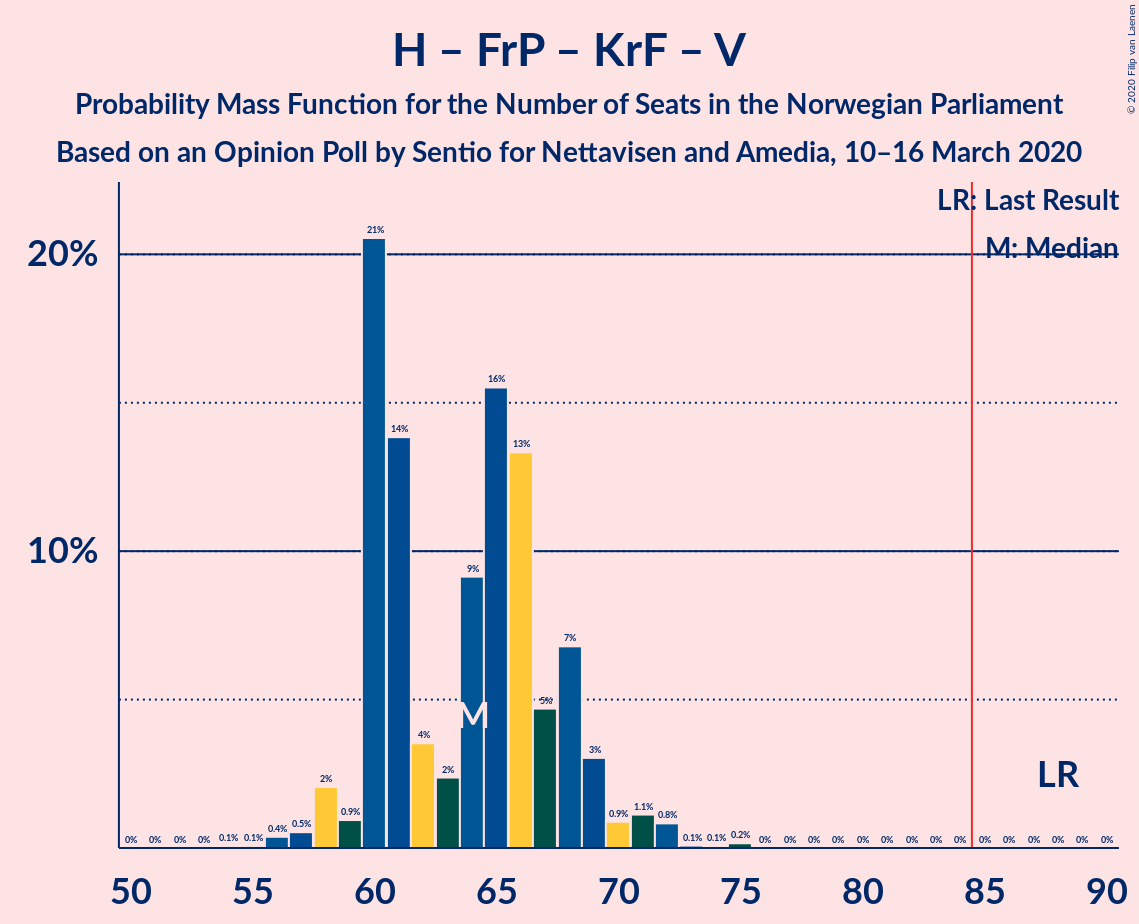 H – FrP – KrF – V
Probability Mass Function for the Number of Seats in the Norwegian Parliament
Based on an Opinion Poll by Sentio for Nettavisen and Amedia, 10–16 March 2020
© 2020 Filip van Laenen
LR: Last Result
M: Median
20%
10%
21%
16%
14%
13%
9%
7%
5%
4%
3%
2%
2%
0% 0% 0% 0% 0.1% 0.1% 0.4% 0.5% 0.9% 0.9% 1.1% 0.8% 0.1% 0.1% 0.2% 0% 0% 0% 0% 0% 0% 0% 0% 0% 0% 0% 0% 0% 0% 0%
M
LR
50 55 60 65 70 75 80 85 90